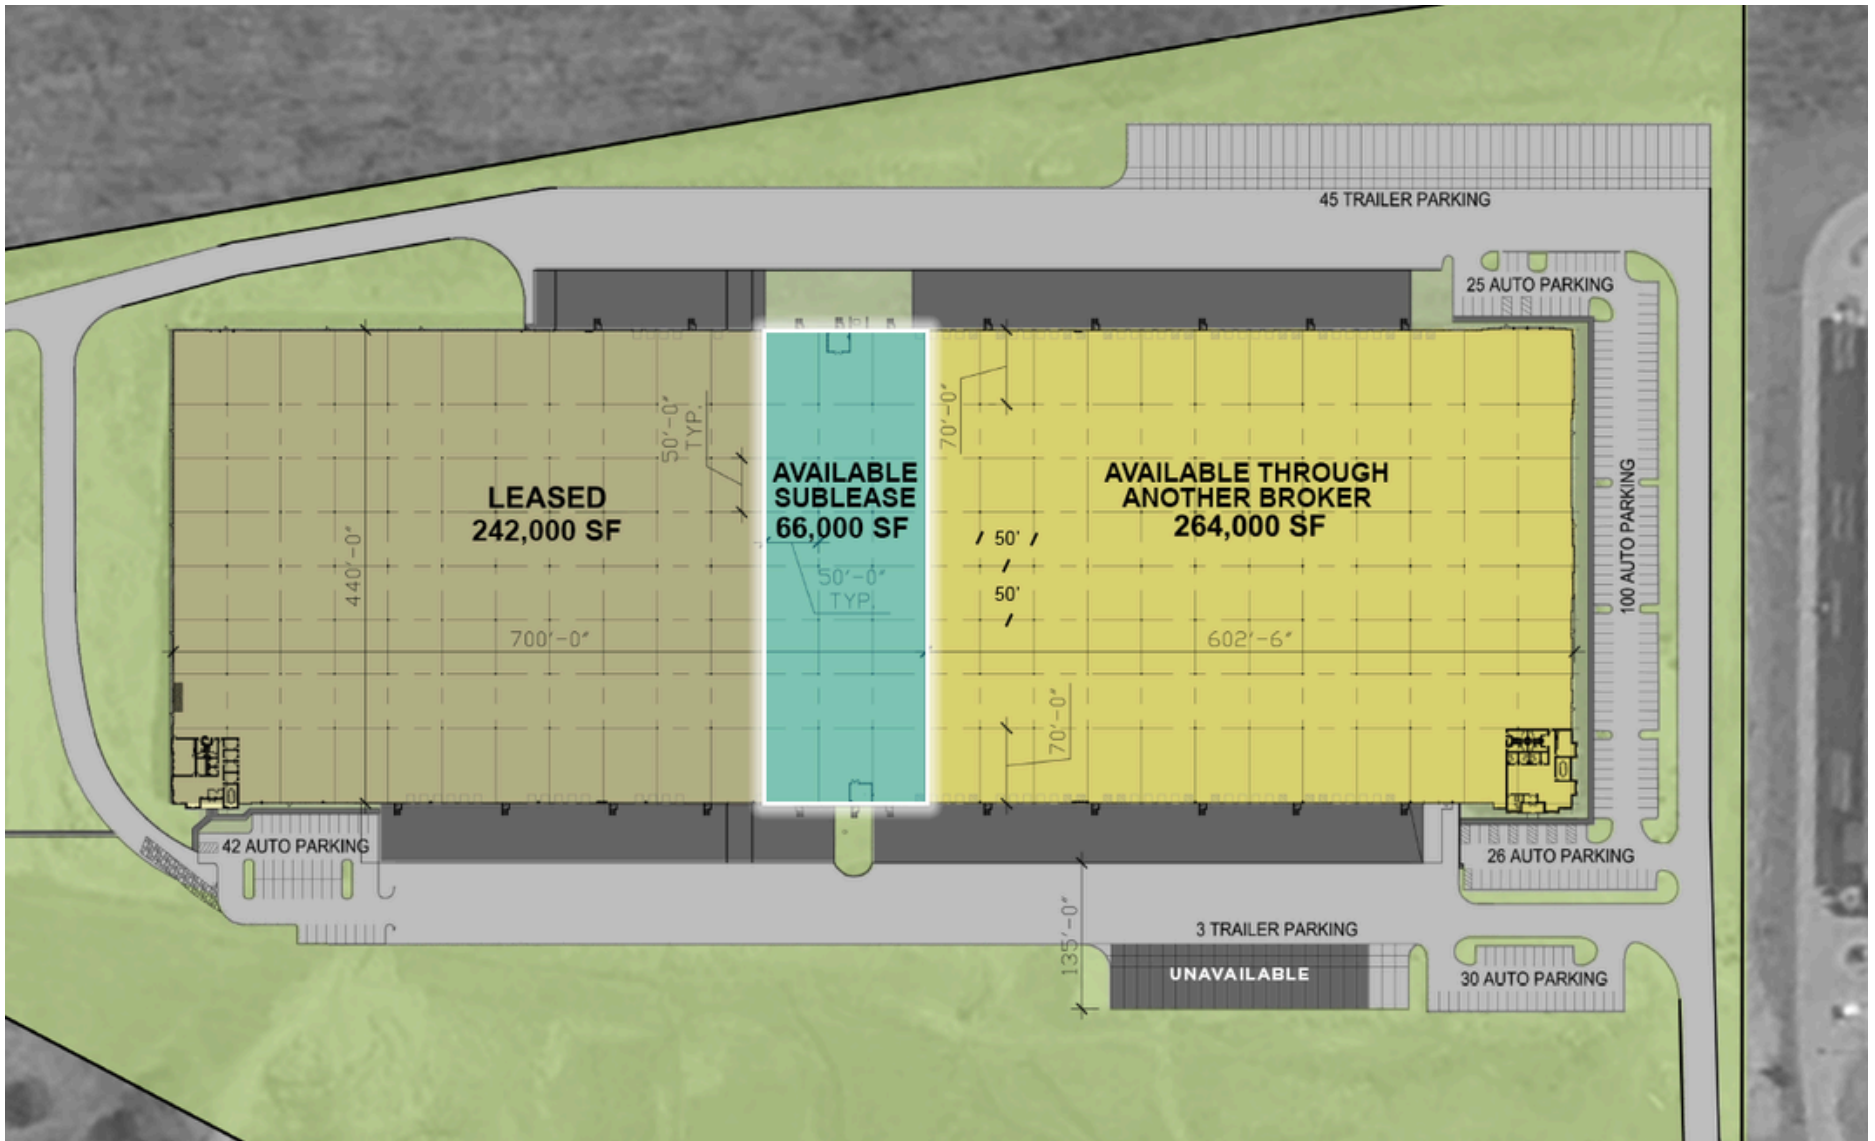 45 TRAILER PARKING
25 AUTO PARKING
50'-0"
TYP.
70'-0"
AVAILABLE
SUBLEASE
66,000 SF
AVAILABLE THROUGH
ANOTHER BROKER
264,000 SF
LEASED
242,000 SF
100 AUTO PARKING
440'-0"
50'
50'
50'-0"
TYP.
700'-0"
602'-6"
70'-0"
42 AUTO PARKING
26 AUTO PARKING
135'-0"
3 TRAILER PARKING
UNAVAILABLE
30 AUTO PARKING